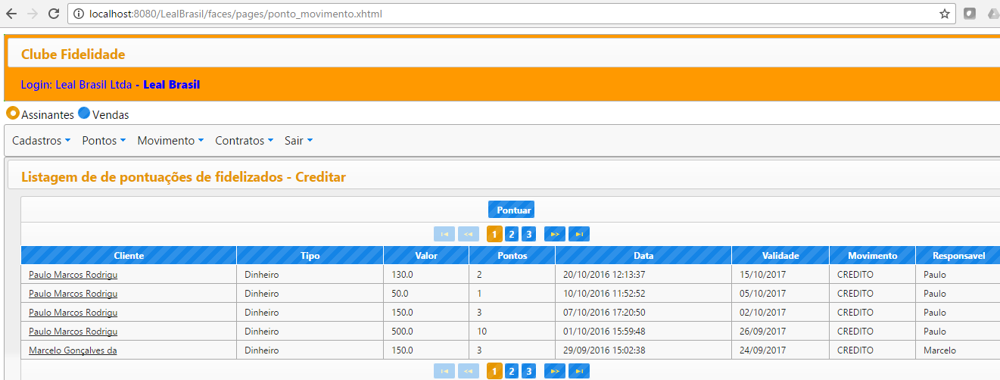 localhost:8080/LealBrasil/faces/pages/ponto_movimento.xhtml
Clube Fidelidade
Login: Leal Brasil Ltda - Leal Brasil
Assinantes Vendas
Cadastros Pontos Movimento Contratos Sair
Listagem de de pontuações de fidelizados - Creditar
Pontuar
1 2 3
Cliente Tipo Valor Pontos Data Validade Movimento Responsavel
Paulo Marcos Rodrigu Dinheiro 130.0 2 20/10/2016 12:13:37 15/10/2017 CREDITO Paulo
Paulo Marcos Rodrigu Dinheiro 50.0 1 10/10/2016 11:52:52 05/10/2017 CREDITO Paulo
Paulo Marcos Rodrigu Dinheiro 150.0 3 07/10/2016 17:20:50 02/10/2017 CREDITO Paulo
Paulo Marcos Rodrigu Dinheiro 500.0 10 01/10/2016 15:59:48 26/09/2017 CREDITO Paulo
Marcelo Gonçalves da Dinheiro 150.0 3 29/09/2016 15:02:38 24/09/2017 CREDITO Marcelo
1 2 3